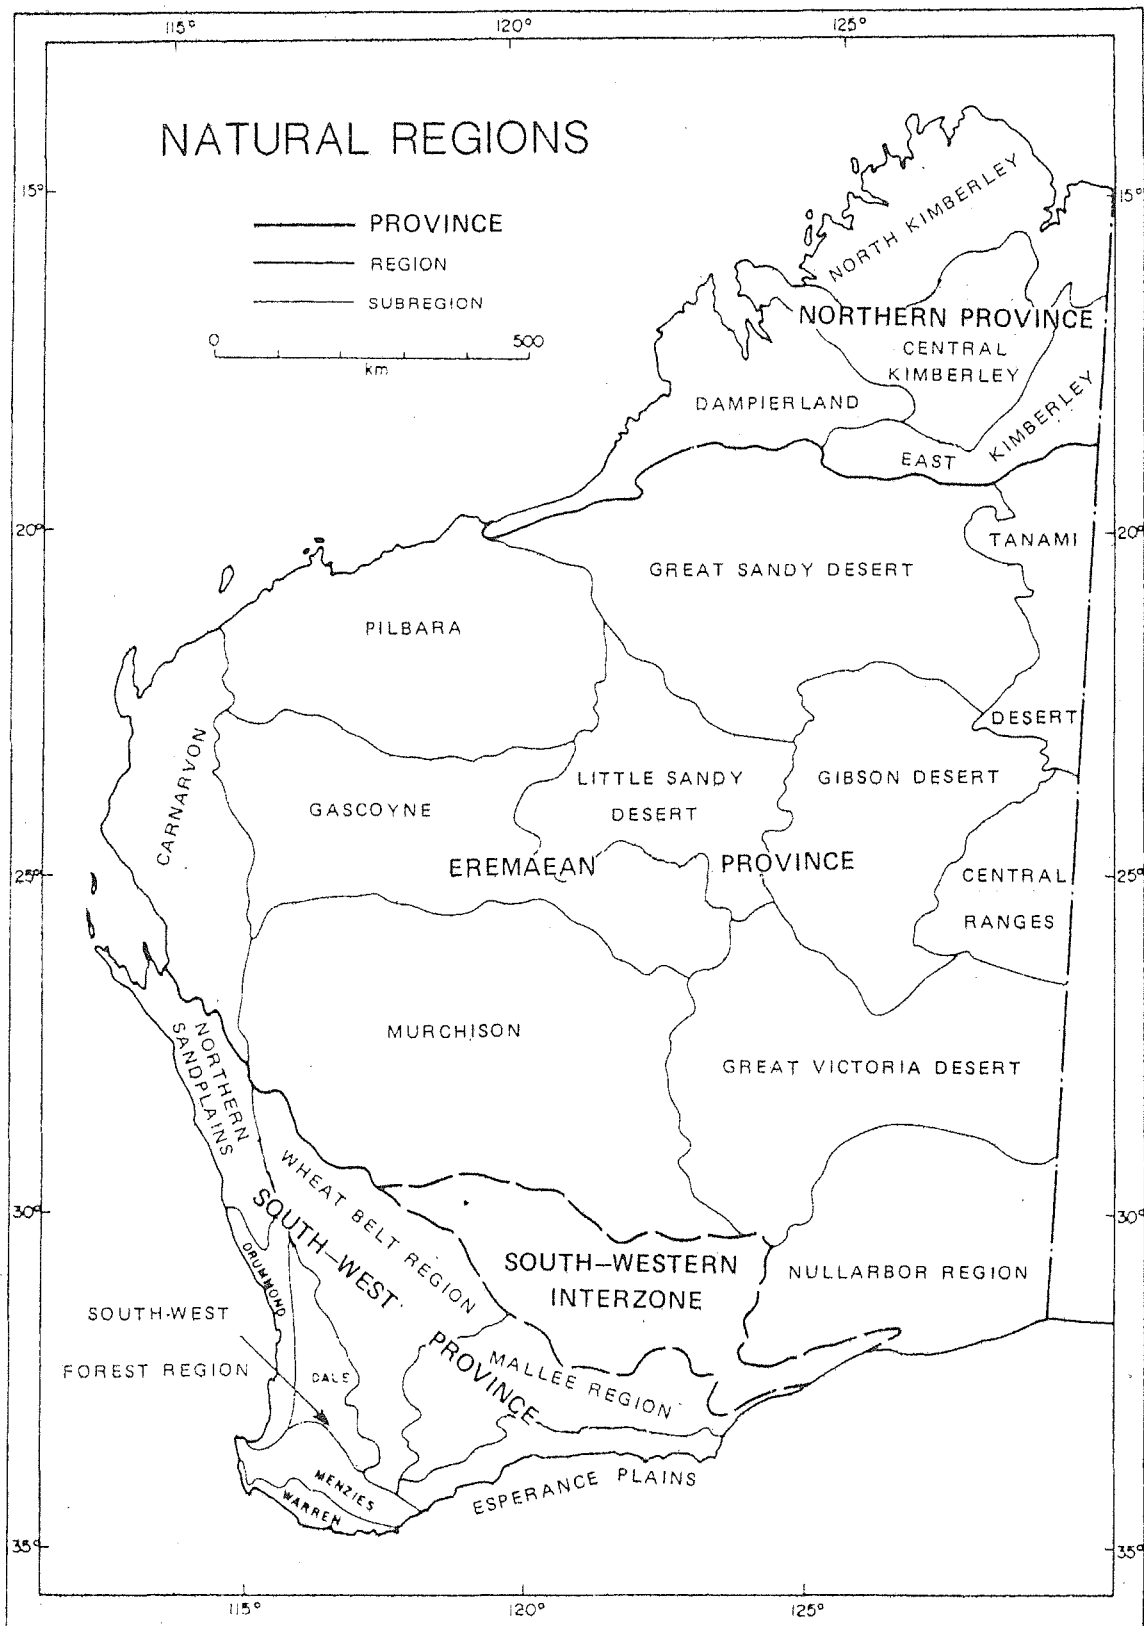 115°
120°
125°
NATURAL REGIONS
15°
15°
PROVINCE
REGION
SUBREGION
0
500
km
NORTH KIMBERLEY
NORTHERN PROVINCE
CENTRAL
KIMBERLEY
DAMPIERLAND
EAST KIMBERLEY
20°
20°
TANAMI
GREAT SANDY DESERT
PILBARA
DESERT
CARNARVON
LITTLE SANDY
DESERT
GIBSON DESERT
GASCOYNE
EREMAEAN PROVINCE
25°
25°
CENTRAL
RANGES
MURCHISON
NORTHERN
SANDPLAINS
GREAT VICTORIA DESERT
WHEAT BELT REGION
30°
30°
SOUTH-WEST
PROVINCE
SOUTH-WESTERN
INTERZONE
NULLARBOR REGION
DRUMMOND
SOUTH-WEST
FOREST REGION
DALE
MALLEE REGION
MENZIES
WARREN
ESPERANCE PLAINS
35°
35°
115°
120°
125°